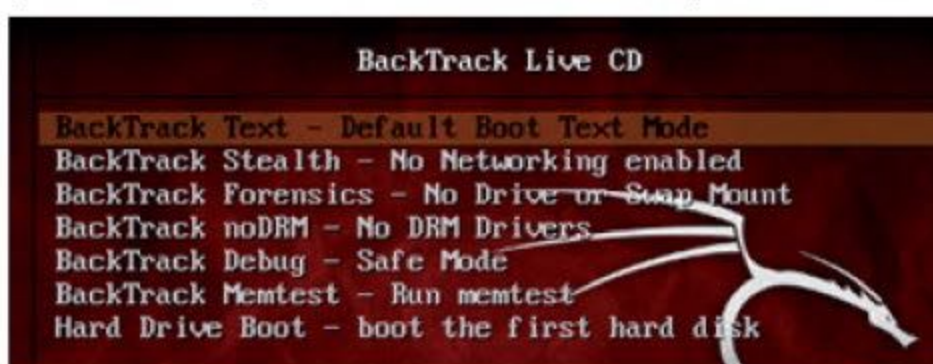 BackTrack Live CD
BackTrack Text - Default Boot Text Mode
BackTrack Stealth - No Networking enabled
BackTrack Forensics - No Drive or Swap Mount
BackTrack noDRM - No DRM Drivers
BackTrack Debug - Safe Mode
BackTrack Memtest - Run memtest
Hard Drive Boot - boot the first hard disk